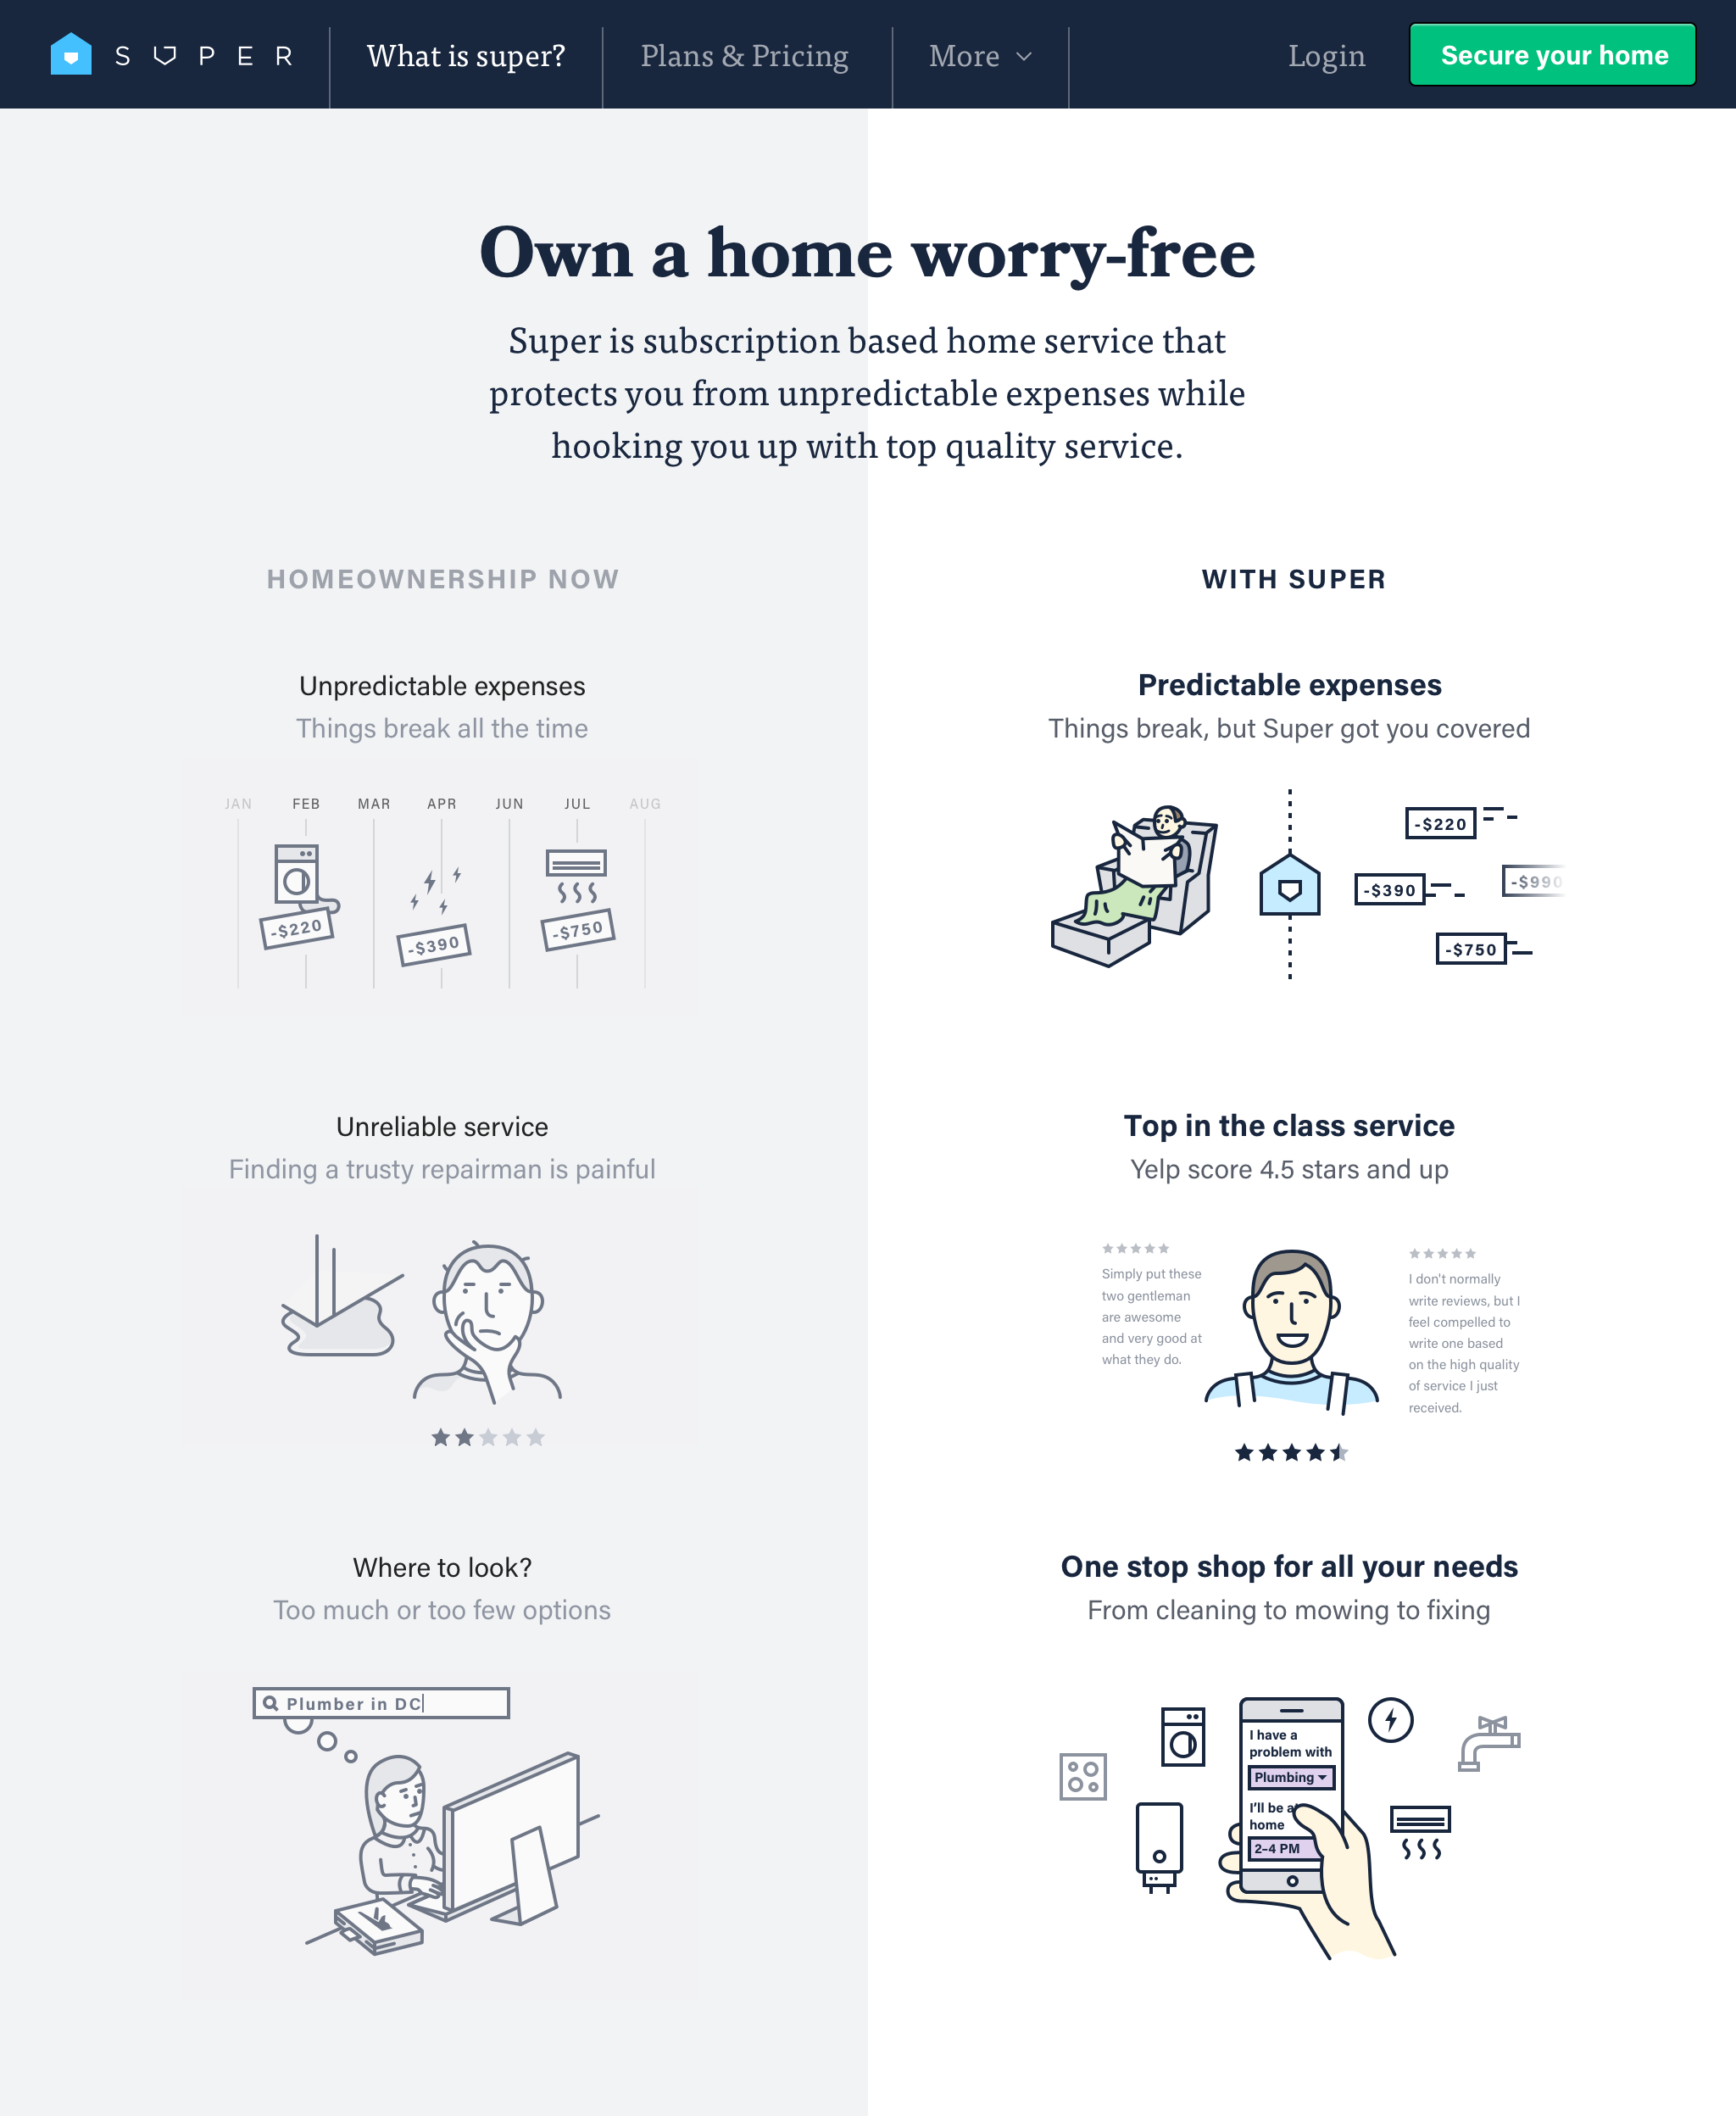 SUPER
What is super?
Plans & Pricing
More
Login
Secure your home
Own a home worry-free
Super is subscription based home service that
protects you from unpredictable expenses while
hooking you up with top quality service.
HOMEOWNERSHIP NOW
WITH SUPER
Unpredictable expenses
Things break all the time
JAN FEB MAR APR JUN JUL AUG
-$220
-$390
-$750
Predictable expenses
Things break, but Super got you covered
-$220
-$390
-$990
-$750
Unreliable service
Finding a trusty repairman is painful
Top in the class service
Yelp score 4.5 stars and up
Simply put these
two gentleman
are awesome
and very good at
what they do.
I don't normally
write reviews, but I
feel compelled to
write one based
on the high quality
of service I just
received.
Where to look?
Too much or too few options
Plumber in DC
One stop shop for all your needs
From cleaning to mowing to fixing
I have a
problem with
Plumbing
I'll be at
home
2–4 PM